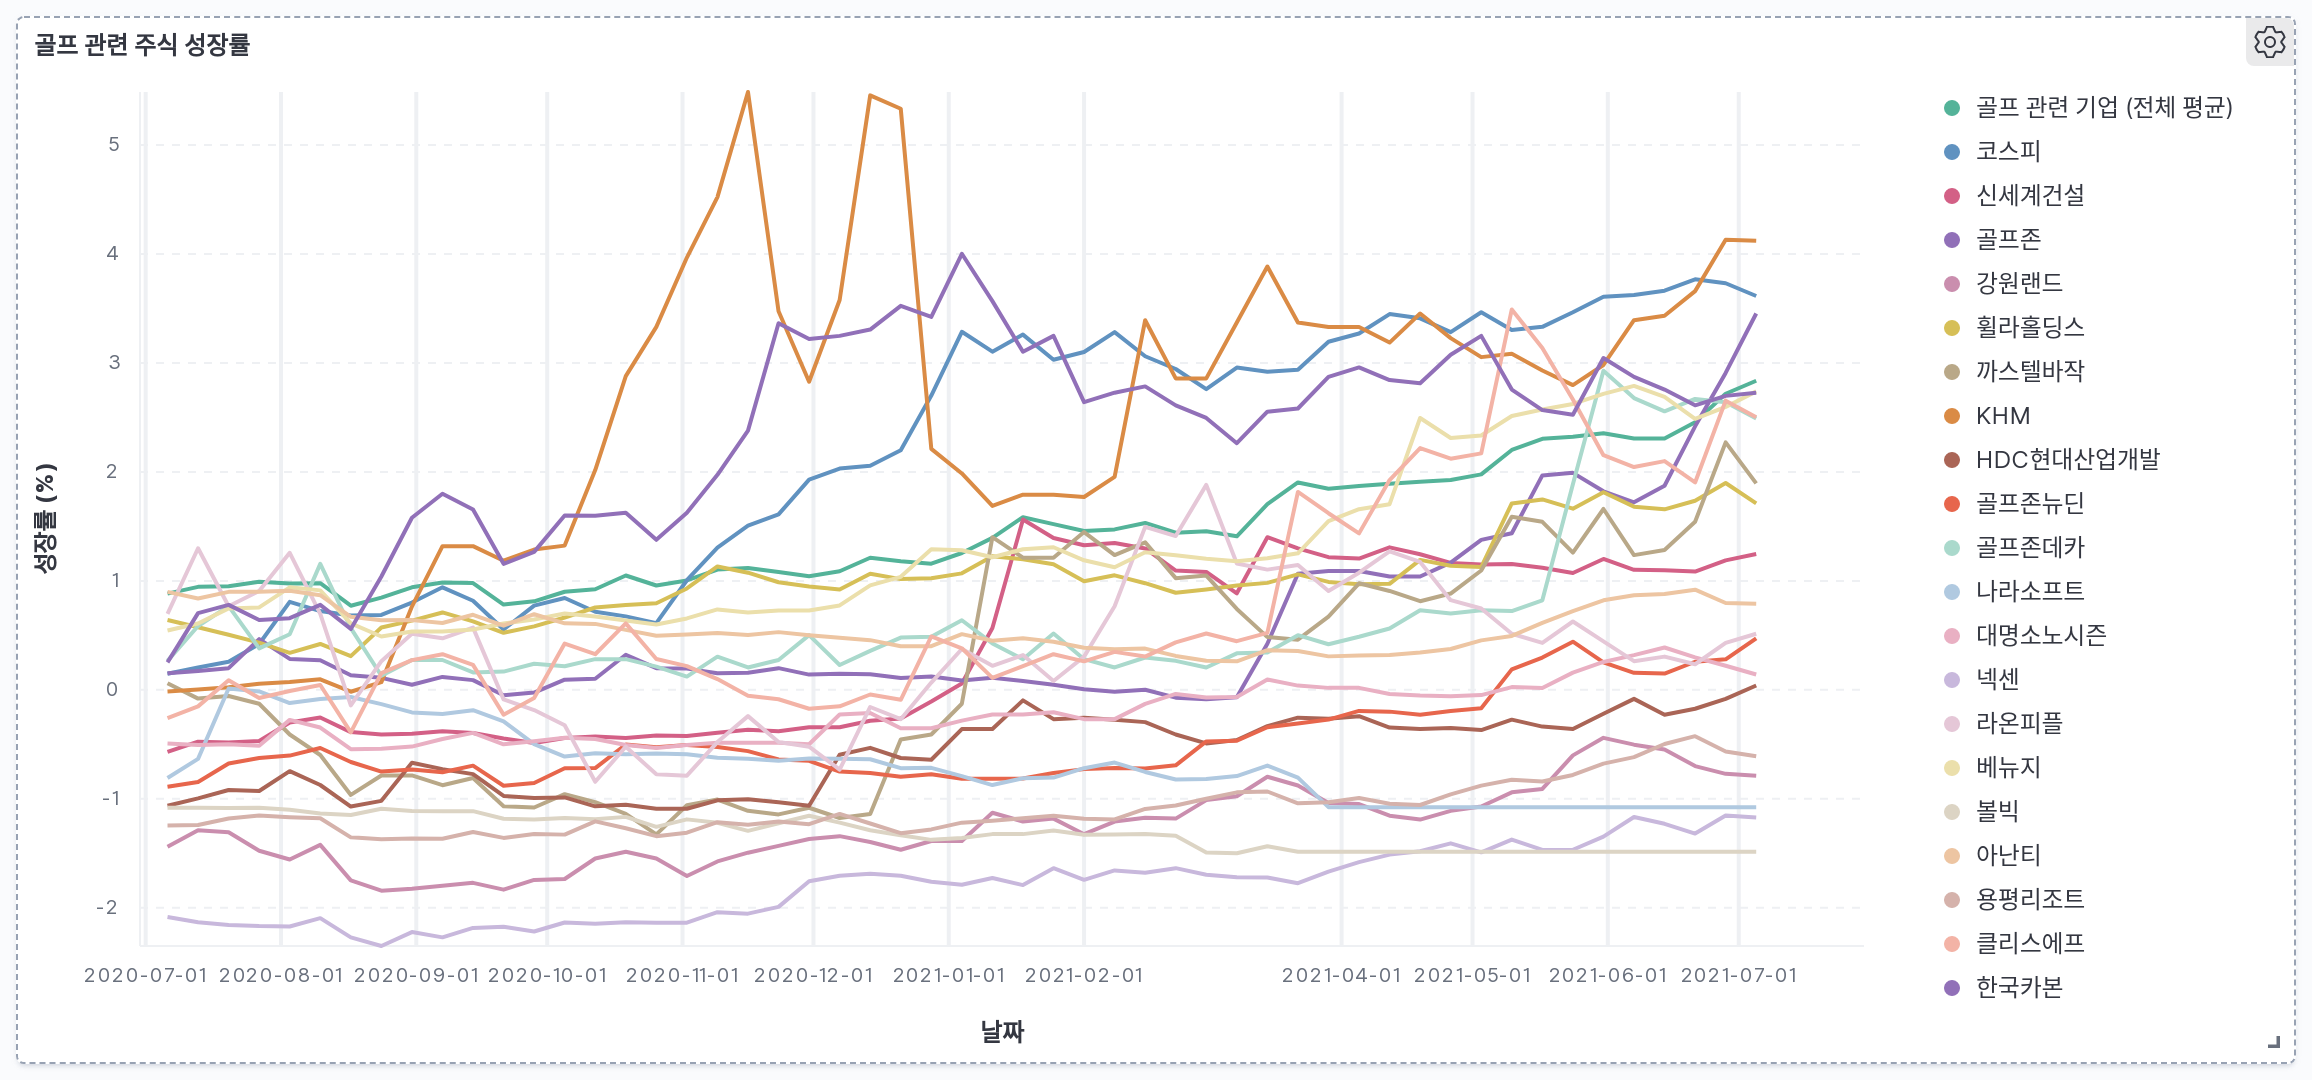 골프 관련 주식 성장률
성장률 (%)
5
4
3
2
1
0
-1
-2
2020-07-01 2020-08-01 2020-09-01 2020-10-01 2020-11-01 2020-12-01 2021-01-01 2021-02-01 2021-04-01 2021-05-01 2021-06-01 2021-07-01
날짜
골프 관련 기업 (전체 평균)
코스피
신세계건설
골프존
강원랜드
휠라홀딩스
까스텔바작
KHM
HDC현대산업개발
골프존뉴딘
골프존데카
나라소프트
대명소노시즌
넥센
라온피플
베뉴지
볼빅
아난티
용평리조트
클리스에프
한국카본